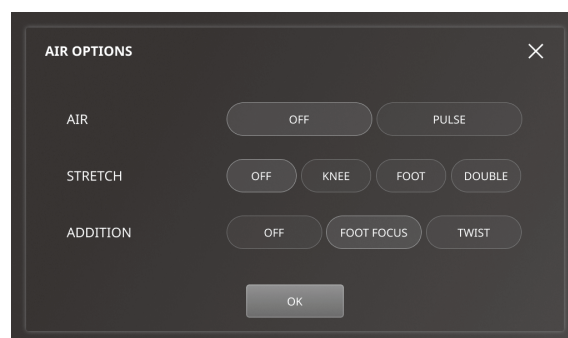 AIR OPTIONS
AIR OFF PULSE
STRETCH OFF KNEE FOOT DOUBLE
ADDITION OFF FOOT FOCUS TWIST
OK